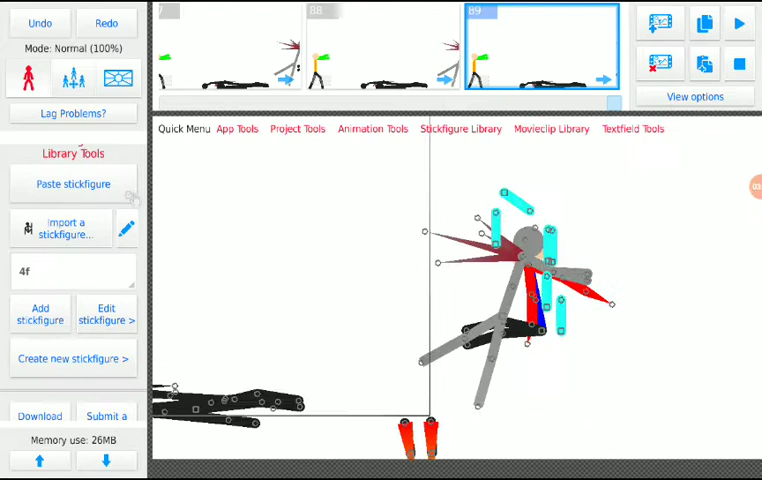 Undo
Redo
Mode: Normal (100%)
Lag Problems?
Library Tools
Paste stickfigure
Import a
stickfigure...
4f
Add
stickfigure
Edit
stickfigure >
Create new stickfigure >
Download
Submit a
Memory use: 26MB
7
88
89
View options
Quick Menu
App Tools
Project Tools
Animation Tools
Stickfigure Library
Movieclip Library
Textfield Tools